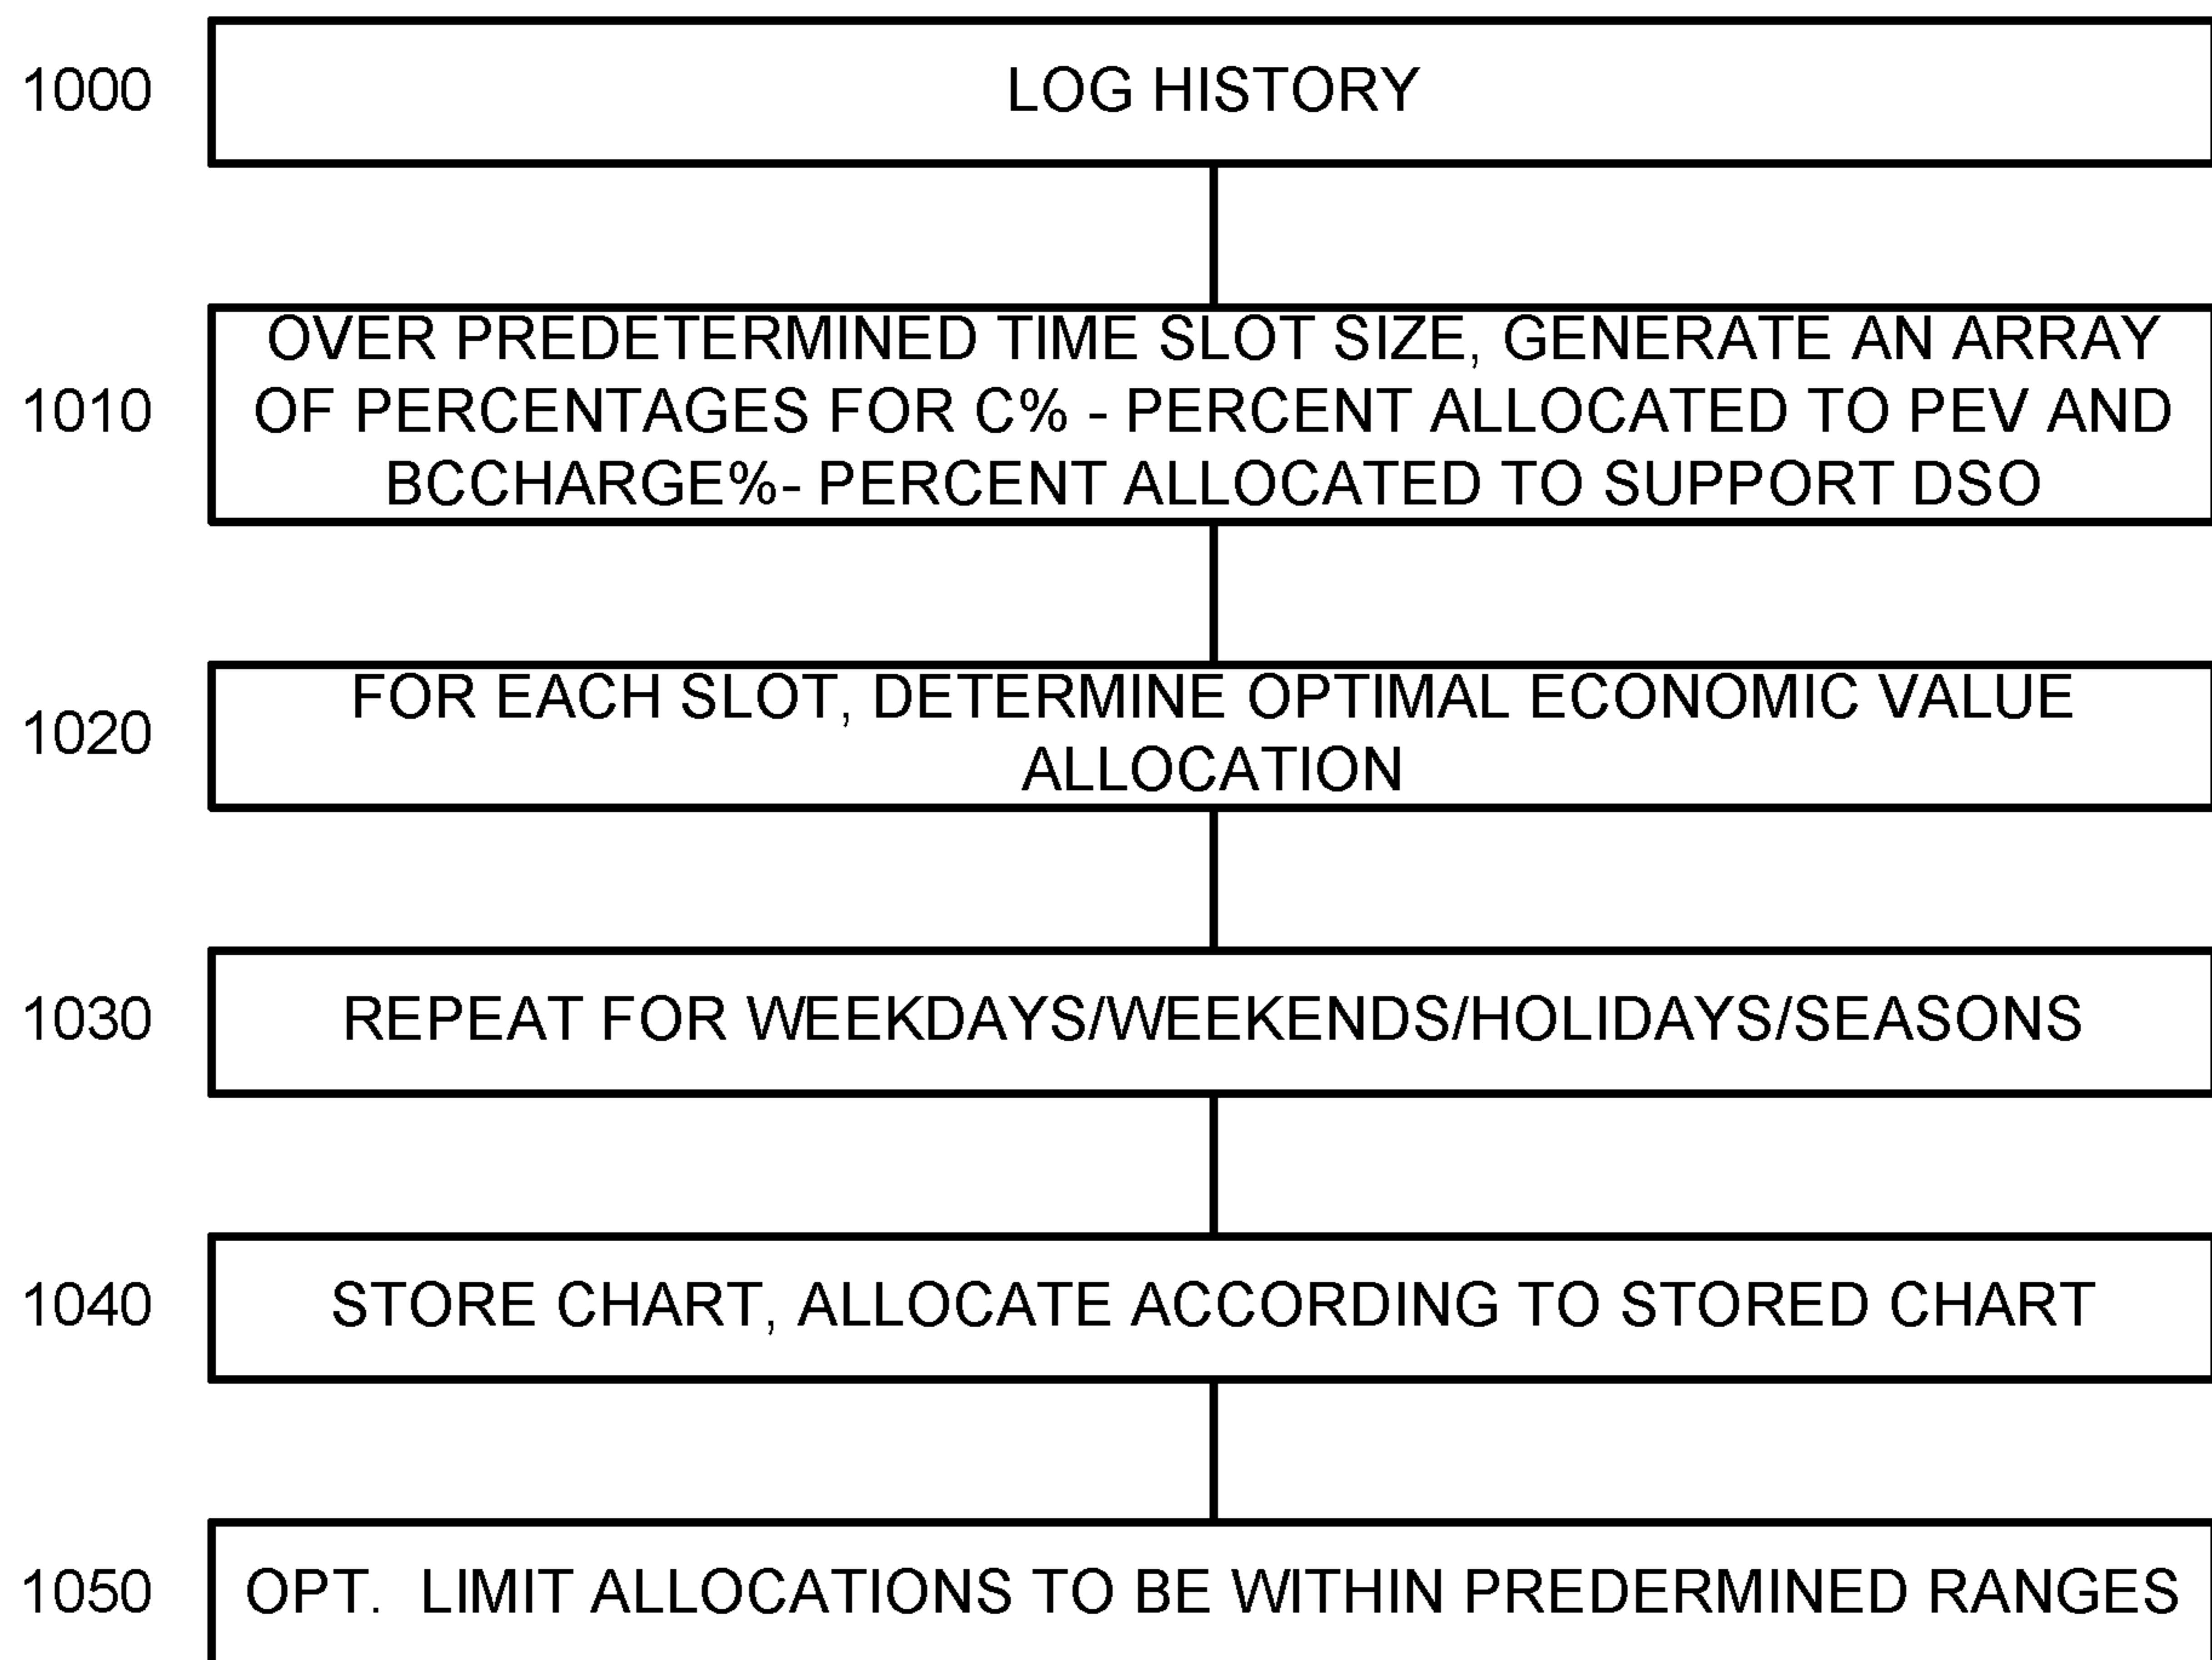 1000
LOG HISTORY
OVER PREDETERMINED TIME SLOT SIZE, GENERATE AN ARRAY
1010
OF PERCENTAGES FOR C% - PERCENT ALLOCATED TO PEV AND
BCCHARGE%- PERCENT ALLOCATED TO SUPPORT DSO
1020
FOR EACH SLOT, DETERMINE OPTIMAL ECONOMIC VALUE
ALLOCATION
1030
REPEAT FOR WEEKDAYS/WEEKENDS/HOLIDAYS/SEASONS
1040
STORE CHART, ALLOCATE ACCORDING TO STORED CHART
1050
OPT. LIMIT ALLOCATIONS TO BE WITHIN PREDERMINED RANGES